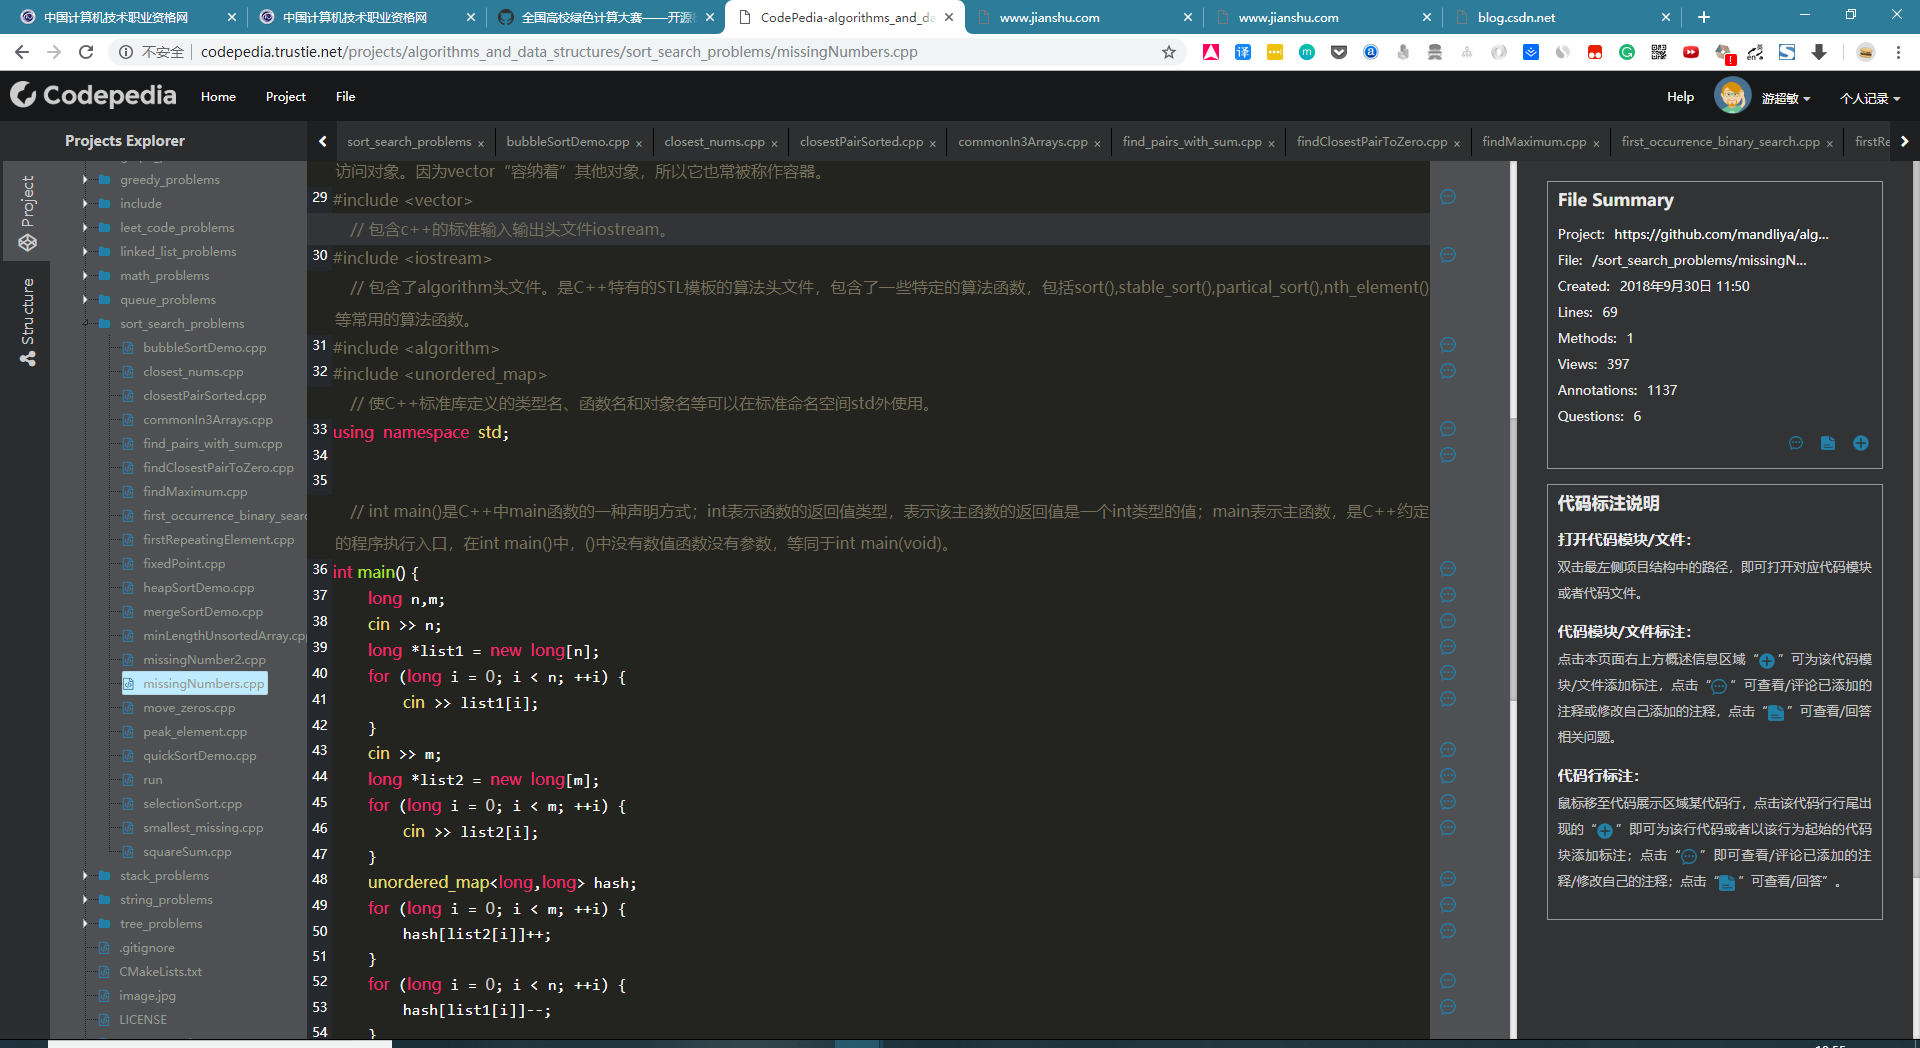 中国计算机技术职业资格网
中国计算机技术职业资格网
全国高校绿色计算大赛——开源
CodePedia-algorithms_and_da
www.jianshu.com
www.jianshu.com
blog.csdn.net
不安全
codepedia.trustie.net/projects/algorithms_and_data_structures/sort_search_problems/missingNumbers.cpp
Codepedia
Home
Project
File
Help
游超敏
个人记录
Projects Explorer
sort_search_problems ×
bubbleSortDemo.cpp ×
closest_nums.cpp ×
closestPairSorted.cpp ×
commonIn3Arrays.cpp ×
find_pairs_with_sum.cpp ×
findClosestPairToZero.cpp ×
findMaximum.cpp ×
first_occurrence_binary_search.cpp ×
firstRe
Project
Structure
greedy_problems
include
leet_code_problems
linked_list_problems
math_problems
queue_problems
sort_search_problems
bubbleSortDemo.cpp
closest_nums.cpp
closestPairSorted.cpp
commonIn3Arrays.cpp
find_pairs_with_sum.cpp
findClosestPairToZero.cpp
findMaximum.cpp
first_occurrence_binary_searc
firstRepeatingElement.cpp
fixedPoint.cpp
heapSortDemo.cpp
mergeSortDemo.cpp
minLengthUnsortedArray.cpp
missingNumber2.cpp
missingNumbers.cpp
move_zeros.cpp
peak_element.cpp
quickSortDemo.cpp
run
selectionSort.cpp
smallest_missing.cpp
squareSum.cpp
stack_problems
string_problems
tree_problems
.gitignore
CMakeLists.txt
image.jpg
LICENSE
访问对象。因为vector“容纳着”其他对象，所以它也常被称作容器。
29 #include <vector>
// 包含c++的标准输入输出头文件iostream。
30 #include <iostream>
// 包含了algorithm头文件。是C++特有的STL模板的算法头文件，包含了一些特定的算法函数，包括sort(),stable_sort(),partical_sort(),nth_element()
等常用的算法函数。
31 #include <algorithm>
32 #include <unordered_map>
// 使C++标准库定义的类型名、函数名和对象名等可以在标准命名空间std外使用。
33 using namespace std;
34
35
// int main()是C++中main函数的一种声明方式；int表示函数的返回值类型，表示该主函数的返回值是一个int类型的值；main表示主函数，是C++约定
的程序执行入口，在int main()中，()中没有数值函数没有参数，等同于int main(void)。
36 int main() {
37 long n,m;
38 cin >> n;
39 long *list1 = new long[n];
40 for (long i = 0; i < n; ++i) {
41 cin >> list1[i];
42 }
43 cin >> m;
44 long *list2 = new long[m];
45 for (long i = 0; i < m; ++i) {
46 cin >> list2[i];
47 }
48 unordered_map<long,long> hash;
49 for (long i = 0; i < m; ++i) {
50 hash[list2[i]]++;
51 }
52 for (long i = 0; i < n; ++i) {
53 hash[list1[i]]--;
54 }
File Summary
Project: https://github.com/mandliya/alg...
File: /sort_search_problems/missingN...
Created: 2018年9月30日 11:50
Lines: 69
Methods: 1
Views: 397
Annotations: 1137
Questions: 6
代码标注说明
打开代码模块/文件：
双击最左侧项目结构中的路径，即可打开对应代码模块
或者代码文件。
代码模块/文件标注：
点击本页面右上方概述信息区域“ ”可为该代码模
块/文件添加标注，点击“ ”可查看/评论已添加的
注释或修改自己添加的注释，点击“ ”可查看/回答
相关问题。
代码行标注：
鼠标移至代码展示区域某代码行，点击该代码行行尾出
现的“ ”即可为该行代码或者以该行为起始的代码
块添加标注；点击“ ”即可查看/评论已添加的注
释/修改自己的注释；点击“ ”可查看/回答”。